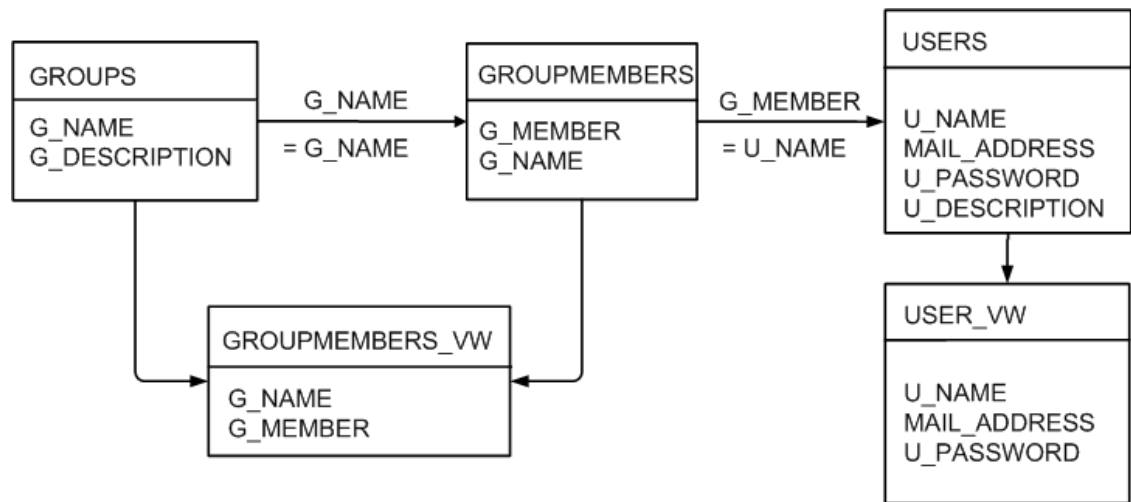 GROUPS
G_NAME
G_DESCRIPTION
G_NAME
= G_NAME
GROUPMEMBERS
G_MEMBER
G_NAME
G_MEMBER
= U_NAME
USERS
U_NAME
MAIL_ADDRESS
U_PASSWORD
U_DESCRIPTION
GROUPMEMBERS_VW
G_NAME
G_MEMBER
USER_VW
U_NAME
MAIL_ADDRESS
U_PASSWORD